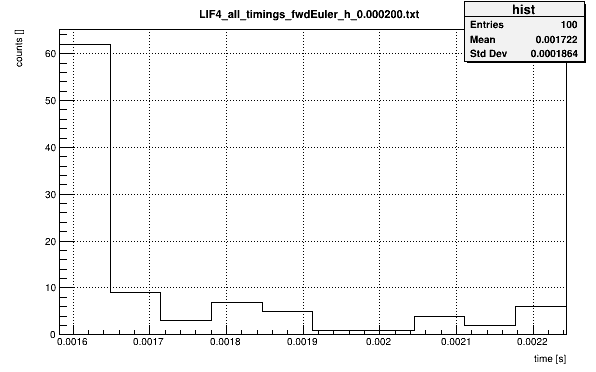 LIF4_all_timings_fwdEuler_h_0.000200.txt
hist
Entries 100
Mean 0.001722
Std Dev 0.0001864
counts []
60
50
40
30
20
10
0
0.0016 0.0017 0.0018 0.0019 0.002 0.0021 0.0022
time [s]